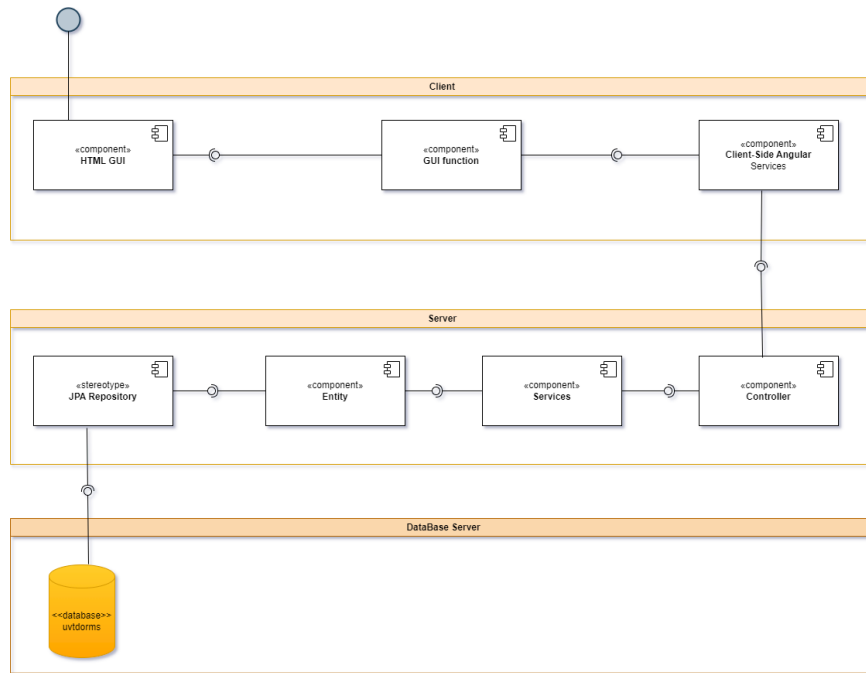 Client
«component»
HTML GUI
«component»
GUI function
«component»
Client-Side Angular
Services
Server
«stereotype»
JPA Repository
«component»
Entity
«component»
Services
«component»
Controller
DataBase Server
<<database>>
uvtdorms